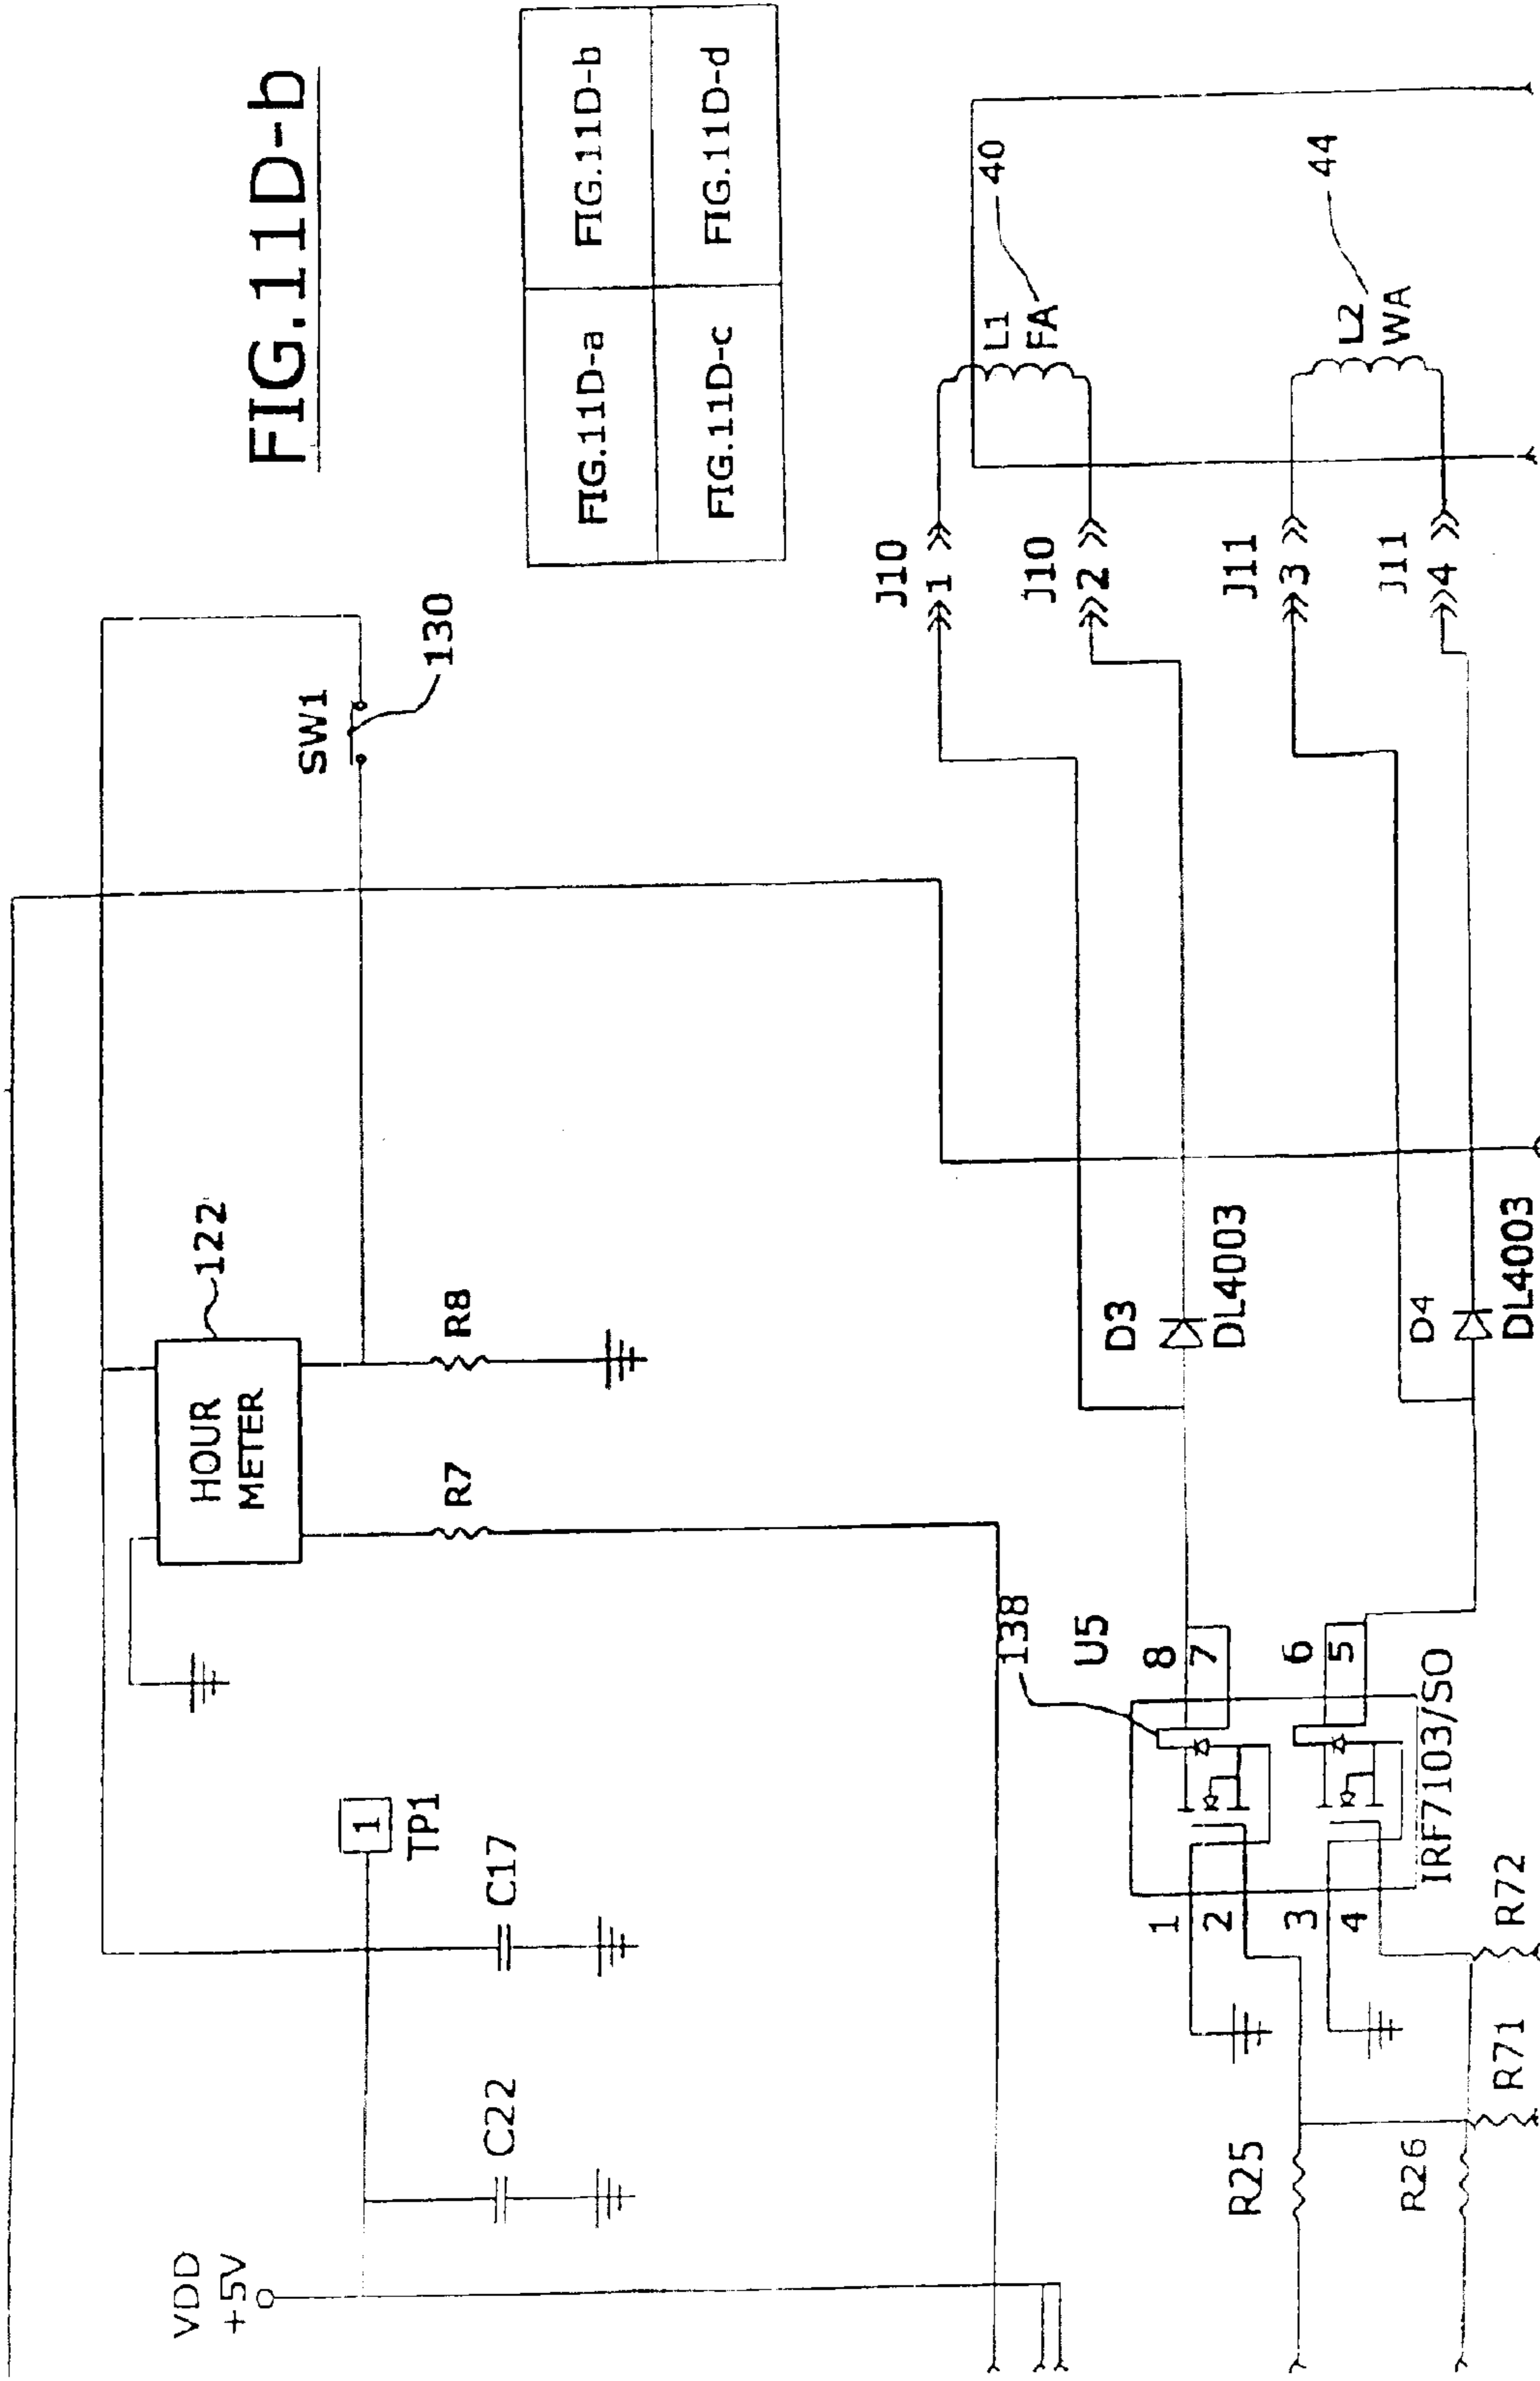 FIG.11D-b
FIG.11D-a FIG.11D-b
FIG.11D-c FIG.11D-d
VDD
+5V
C22
C17
1
TP1
HOUR
METER
122
R7
R8
SW1
130
138
U5
1
2
3
4
8
7
6
5
IRF7103/SO
R25
R26
R71
R72
D3
DL4003
D4
DL4003
J10
1
J10
2
J11
3
J11
4
L1
FA
40
L2
WA
44